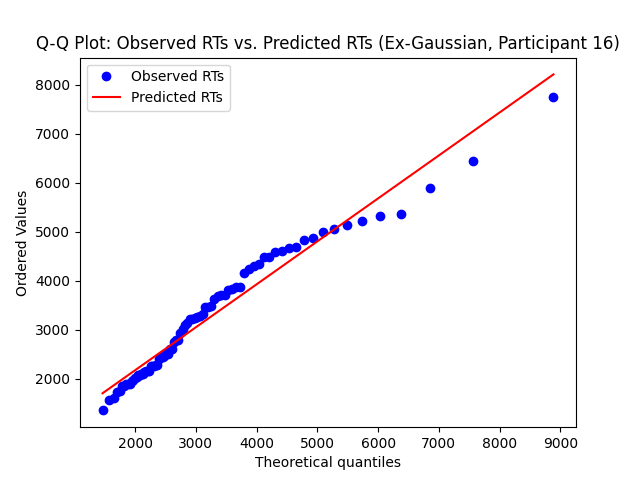 Q-Q Plot: Observed RTs vs. Predicted RTs (Ex-Gaussian, Participant 16)
Observed RTs
Predicted RTs
8000
7000
6000
5000
4000
3000
2000
Ordered Values
2000 3000 4000 5000 6000 7000 8000 9000
Theoretical quantiles